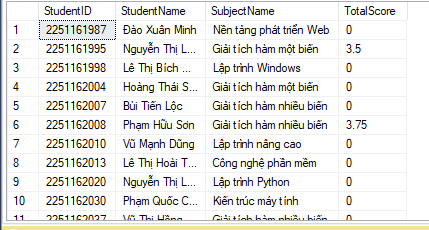 StudentID StudentName SubjectName TotalScore
1 2251161987 Đào Xuân Minh Nền tảng phát triển Web 0
2 2251161995 Nguyễn Thị L... Giải tích hàm một biến 3.5
3 2251161998 Lê Thị Bích ... Lập trình Windows 0
4 2251162004 Hoàng Thái S... Giải tích hàm một biến 0
5 2251162007 Bùi Tiến Lộc Giải tích hàm nhiều biến 0
6 2251162008 Phạm Hữu Sơn Giải tích hàm nhiều biến 3.75
7 2251162010 Vũ Mạnh Dũng Lập trình nâng cao 0
8 2251162013 Lê Thị Hoài T... Công nghệ phần mềm 0
9 2251162020 Nguyễn Thị L... Lập trình Python 0
10 2251162030 Phạm Quốc C... Kiến trúc máy tính 0
11 2251162037 Vũ Thị Hồng Giải tích hàm nhiều biến 0